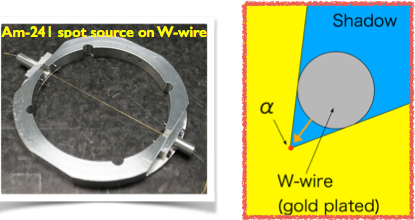 Am-241 spot source on W-wire
Shadow
α
W-wire
(gold plated)